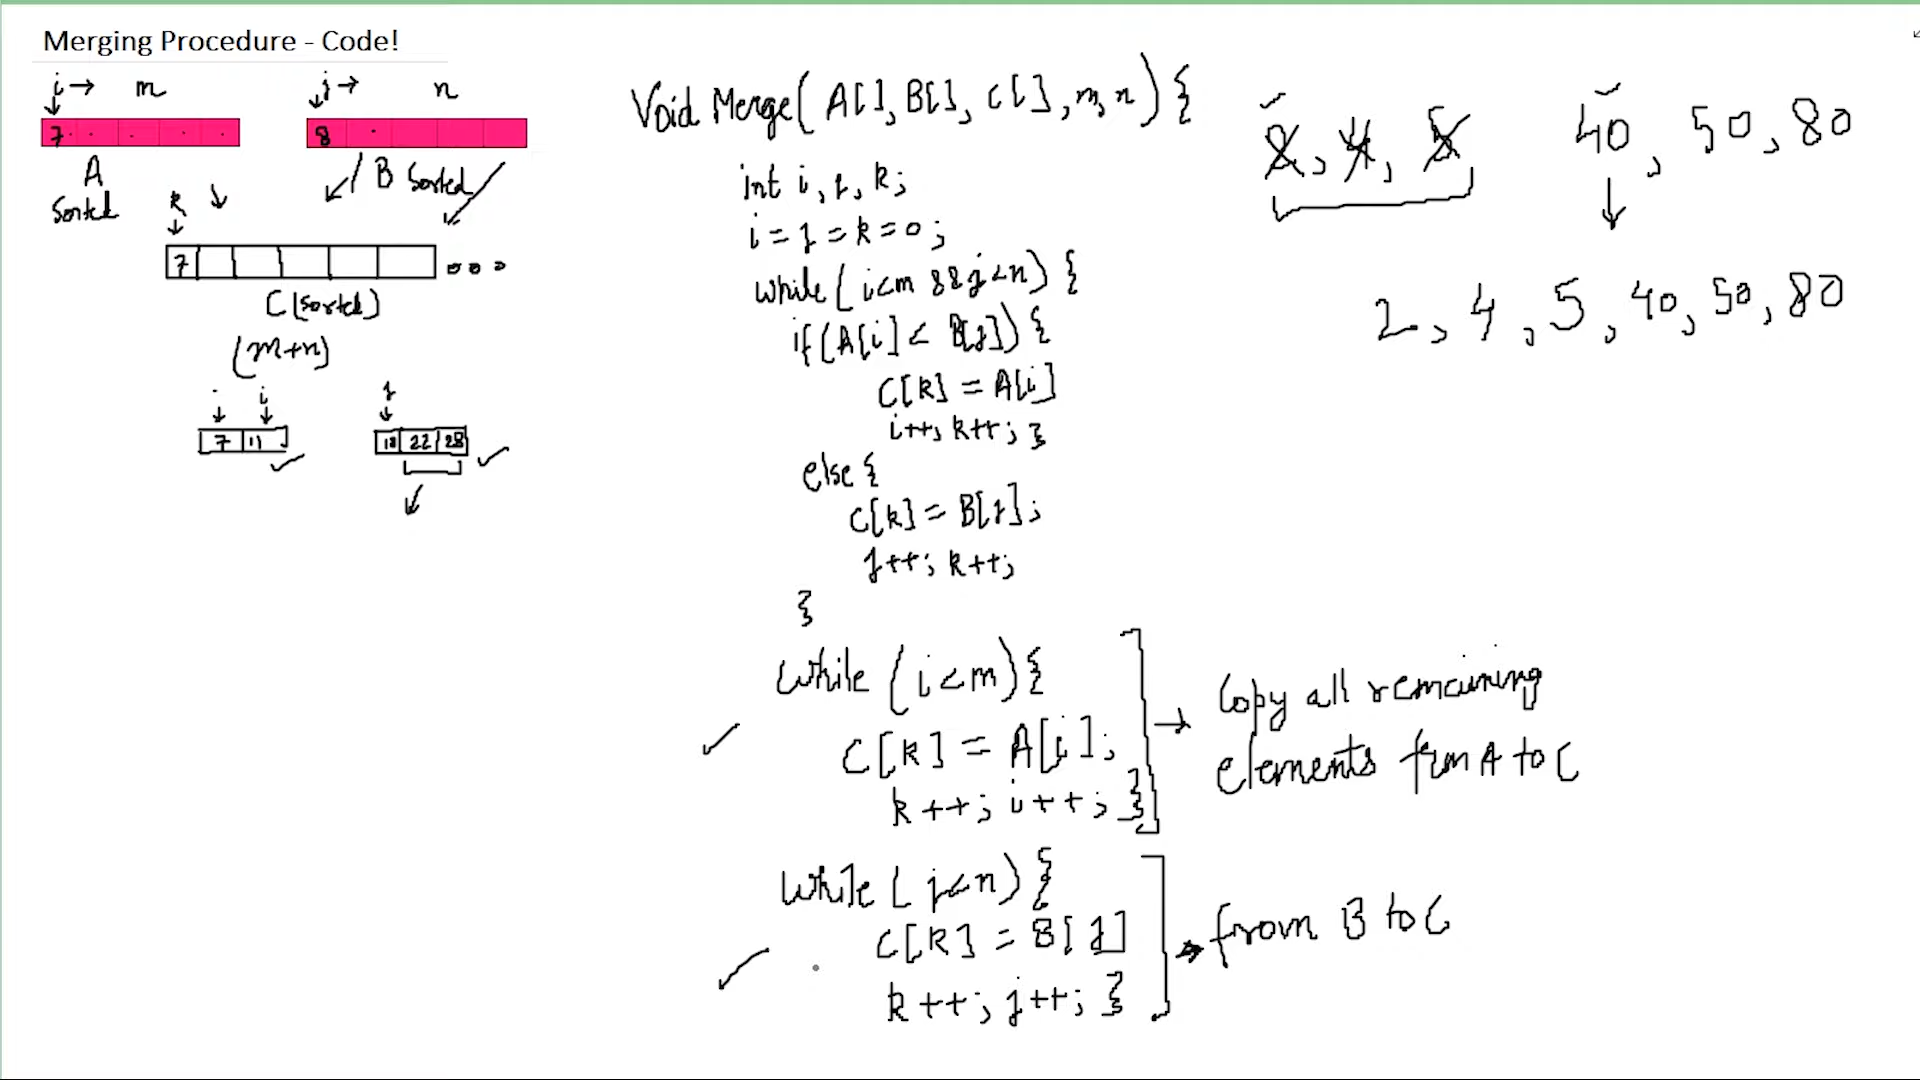 Merging Procedure - Code!
i → m
j → n
7
8
A
Sorted
B Sorted
k
7
C (sorted)
(m+n)
i
j
7 11
18 22 28
Void Merge( A[], B[], C[], m, n ) {
int i, j, k;
i = j = k = 0;
while ( i<m && j<n ) {
if ( A[i] < B[j] ) {
C[k] = A[i]
i++, k++; }
else {
C[k] = B[j];
j++; k++;
}
while (i<m){
C[k] = A[i];
k++; i++; }
→ Copy all remaining
elements from A to C
while ( j<n ) {
C[k] = B[j]
k++; j++; }
→ from B to C
2, 4, 5
40, 50, 80
2, 4, 5, 40, 50, 80